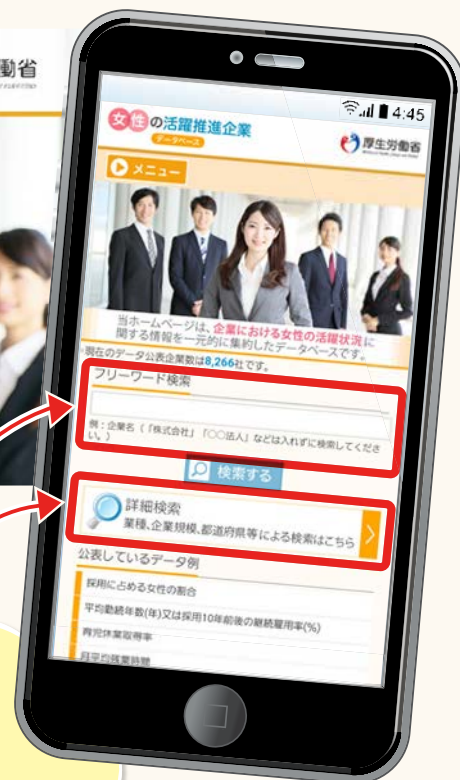 働省
4:45
女性の活躍推進企業
データベース
厚生労働省
メニュー
当ホームページは、企業における女性の活躍状況に
関する情報を一元的に集約したデータベースです。
現在のデータ公表企業数は8,266社です。
フリーワード検索
例:企業名(「株式会社」「○○法人」などは入れずに検索してくださ
い。)
検索する
詳細検索
業種、企業規模、都道府県等による検索はこちら
公表しているデータ例
採用に占める女性の割合
平均勤続年数(年)又は採用10年前後の継続雇用率(%)
育児休業取得率
月平均残業時間